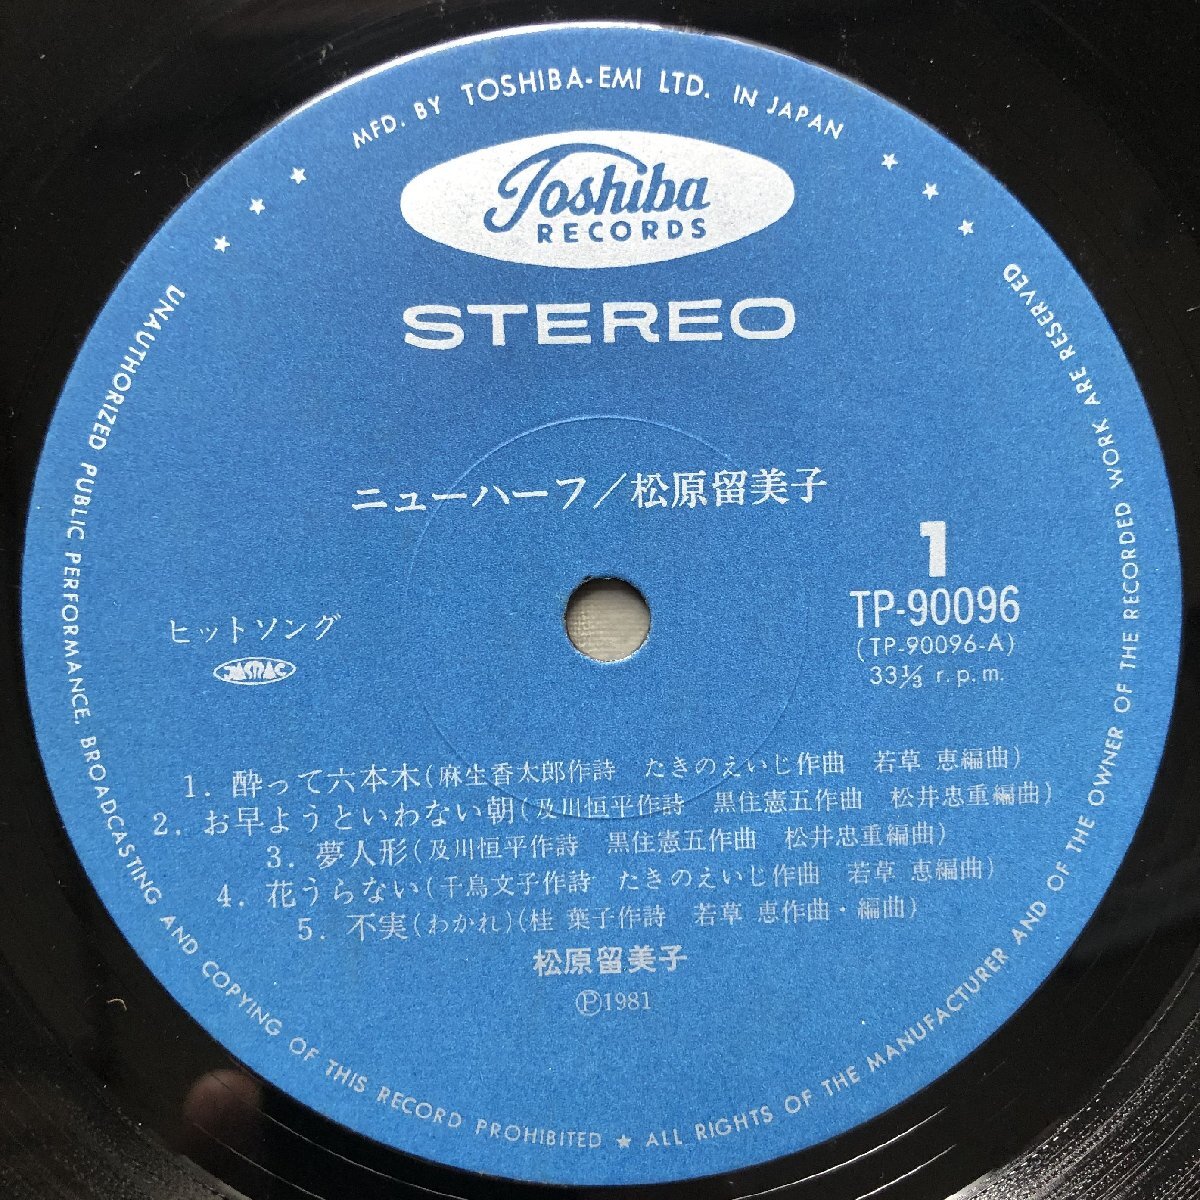 MFD. BY TOSHIBA-EMI LTD. IN JAPAN
Toshiba
RECORDS
STEREO
ニューハーフ／松原留美子
1
TP-90096
(TP-90096-A)
33⅓ r.p.m.
ヒットソング
JASRAC
1. 酔って六本木(麻生香太郎作詩 たきのえいじ作曲 若草 恵編曲)
2. お早ようといわない朝(及川恒平作詩 黒住憲五作曲 松井忠重編曲)
3. 夢人形(及川恒平作詩 黒住憲五作曲 松井忠重編曲)
4. 花うらない(千鳥文子作詩 たきのえいじ作曲 若草 恵編曲)
5. 不実(わかれ)(桂 葉子作詩 若草 恵作曲・編曲)
松原留美子
Ⓟ1981
UNAUTHORIZED PUBLIC PERFORMANCE, BROADCASTING AND COPYING OF THIS RECORD PROHIBITED ★ ALL RIGHTS OF THE MANUFACTURER AND OF THE OWNER OF THE RECORDED WORK ARE RESERVED